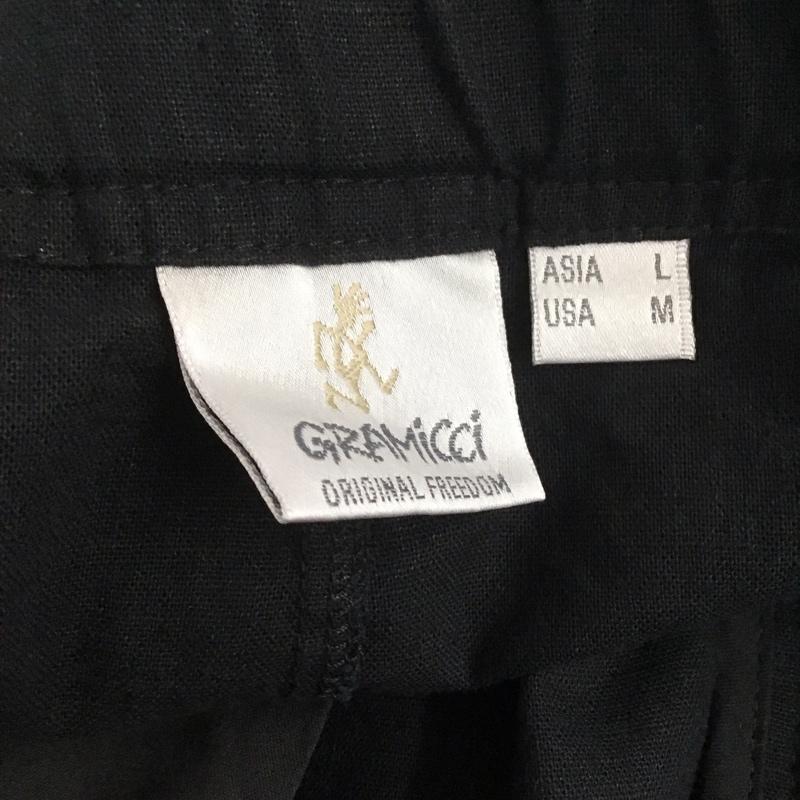 GRAMiCCi
ORIGINAL FREEDOM
ASIA L
USA M